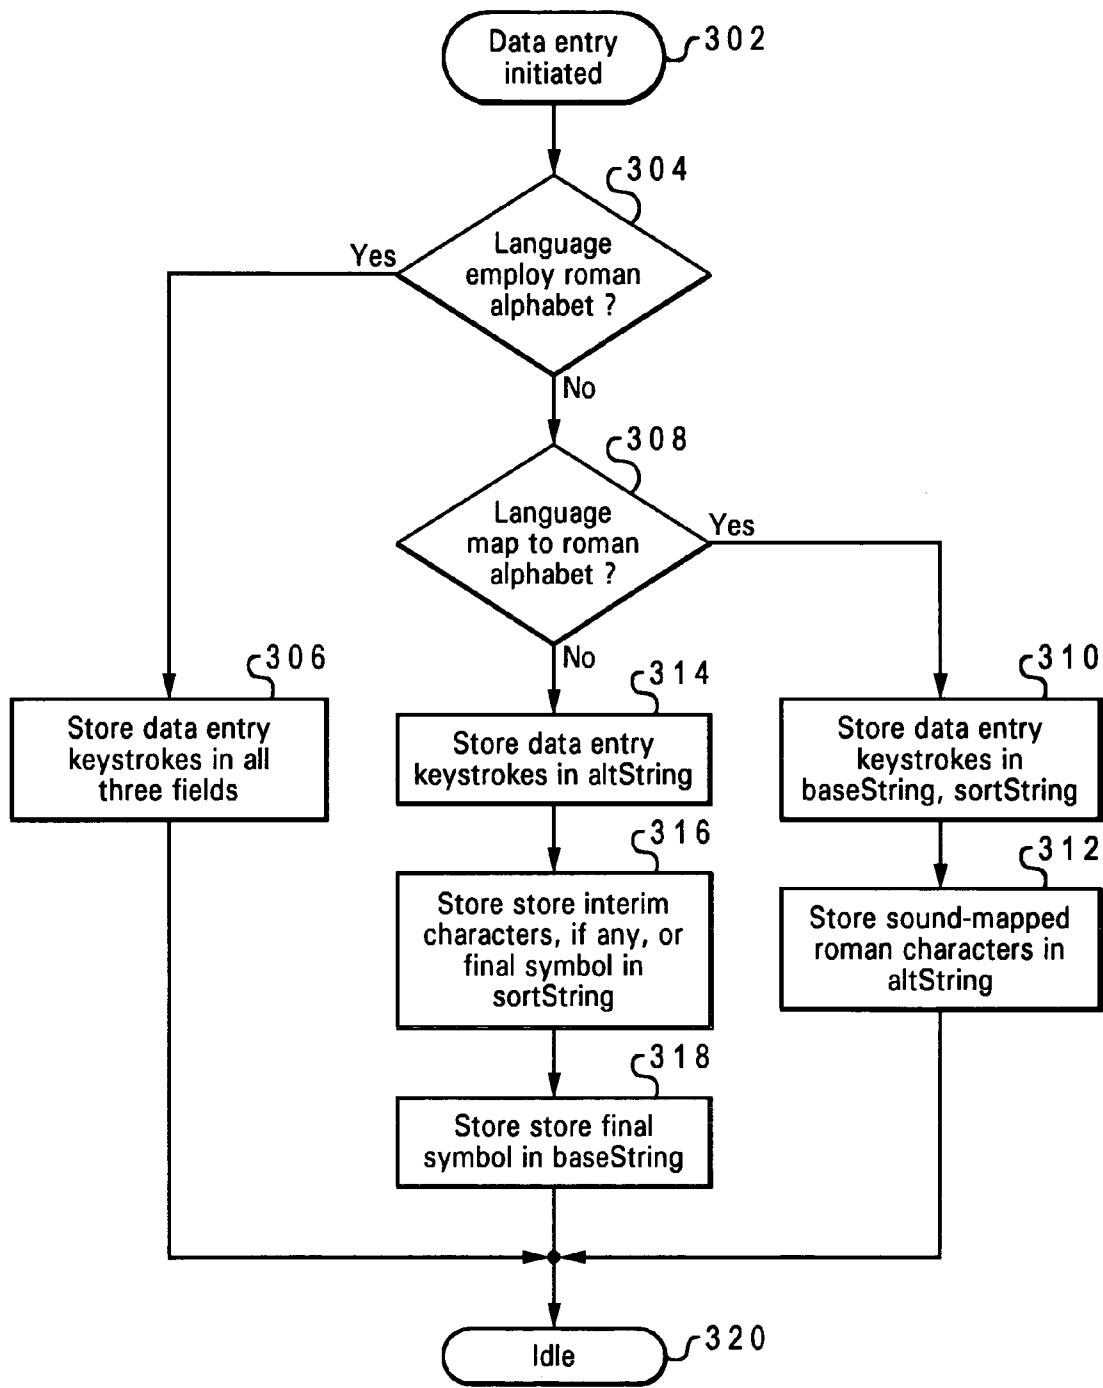 Data entry
initiated
302
304
Language
employ roman
alphabet ?
Yes
No
308
Language
map to roman
alphabet ?
Yes
No
306
Store data entry
keystrokes in all
three fields
314
Store data entry
keystrokes in altString
310
Store data entry
keystrokes in
baseString, sortString
316
Store store interim
characters, if any, or
final symbol in
sortString
312
Store sound-mapped
roman characters in
altString
318
Store store final
symbol in baseString
Idle
320